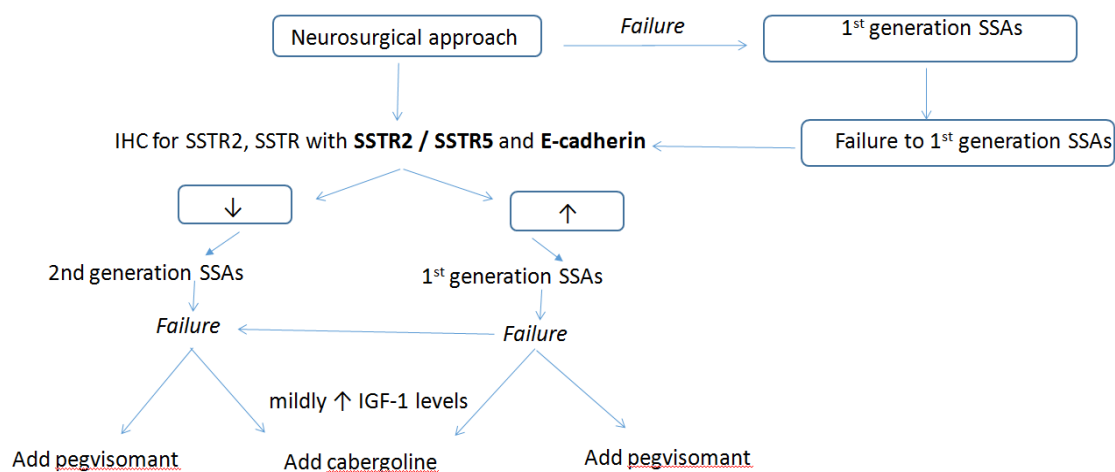 Neurosurgical approach
Failure
1st generation SSAs
IHC for SSTR2, SSTR with SSTR2 / SSTR5 and E-cadherin
Failure to 1st generation SSAs
↓
↑
2nd generation SSAs
1st generation SSAs
Failure
Failure
mildly ↑ IGF-1 levels
Add pegvisomant
Add cabergoline
Add pegvisomant